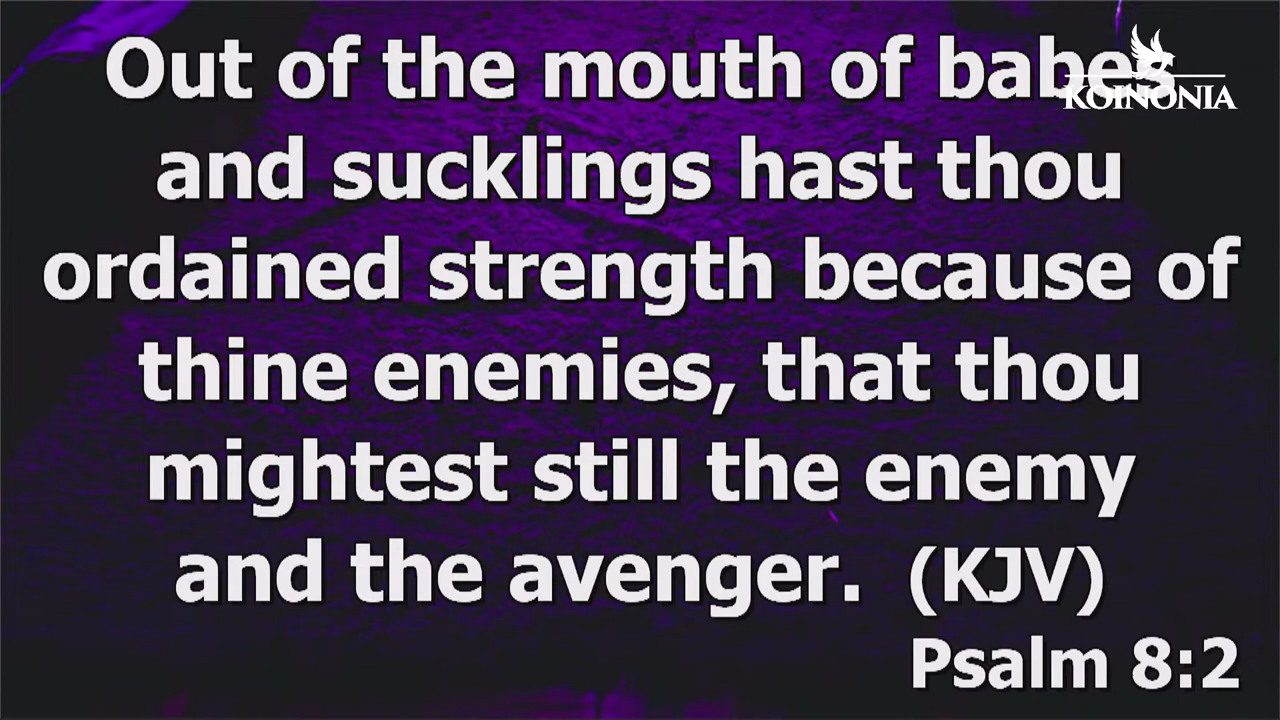 Out of the mouth of babes
KOINONIA
and sucklings hast thou
ordained strength because of
thine enemies, that thou
mightest still the enemy
and the avenger. (KJV)
Psalm 8:2